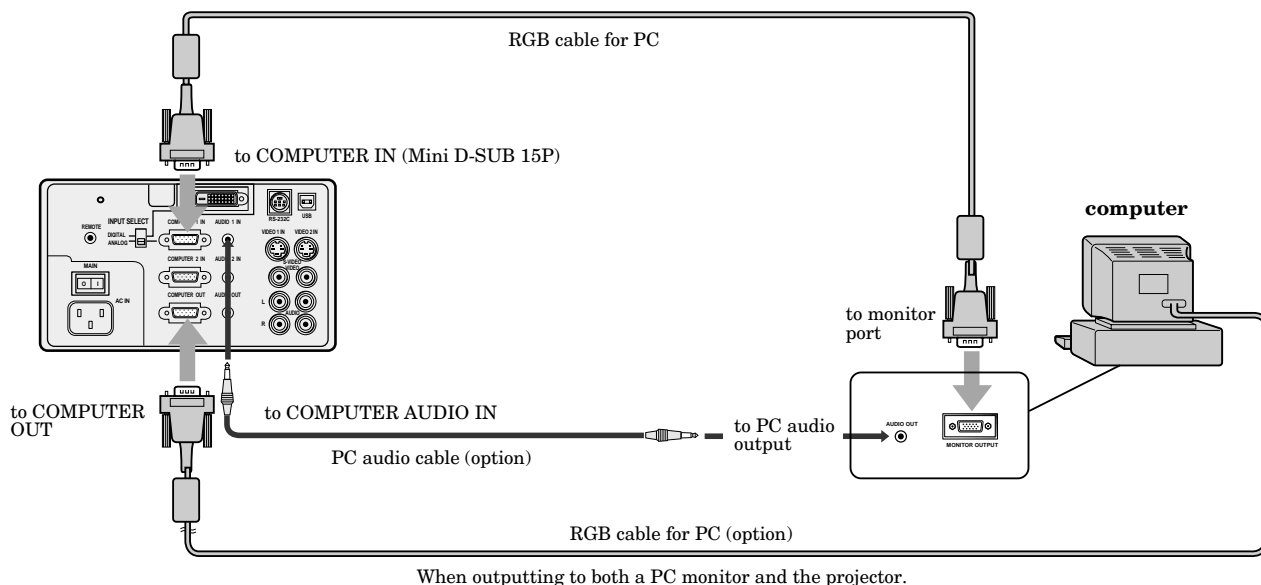 RGB cable for PC
to COMPUTER IN (Mini D-SUB 15P)
REMOTE
INPUT SELECT
DIGITAL
ANALOG
1 IN
AUDIO 1 IN
RS-232C
USB
VIDEO 1 IN
VIDEO 2 IN
MAIN
COMPUTER 2 IN
2 IN
S-VIDEO
VIDEO
AC IN
COMPUTER OUT
OUT
L
AUDIO
R
computer
to monitor
port
to COMPUTER
OUT
to COMPUTER AUDIO IN
PC audio cable (option)
to PC audio
output
AUDIO OUT
MONITOR OUTPUT
RGB cable for PC (option)
When outputting to both a PC monitor and the projector.